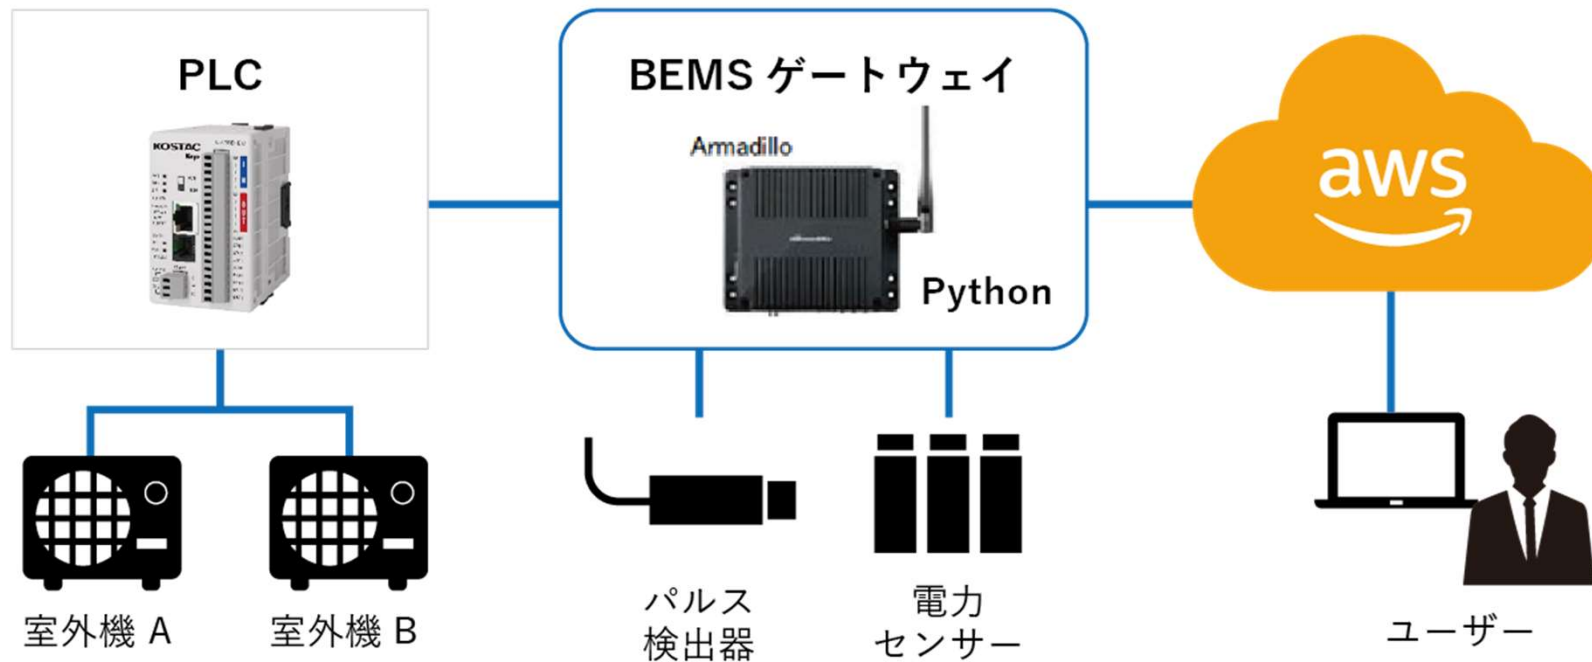 PLC
KOSTAC
BEMS ゲートウェイ
Armadillo
Python
aws
室外機 A
室外機 B
パルス
検出器
電力
センサー
ユーザー